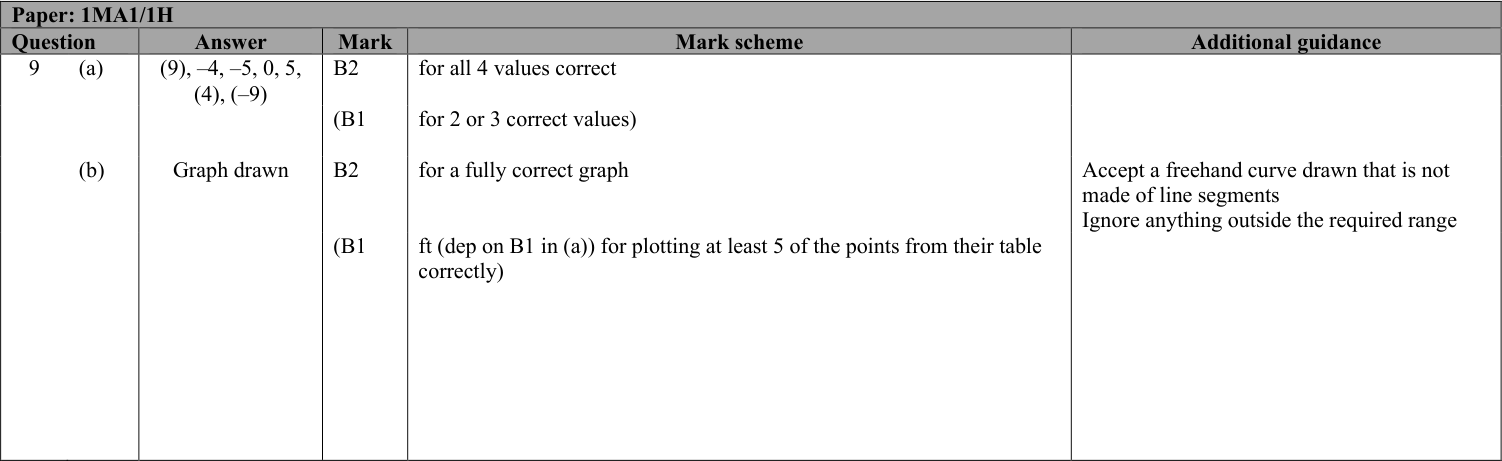 Paper: 1MA1/1H
Question Answer Mark Mark scheme Additional guidance
9 (a) (9), –4, –5, 0, 5, B2 for all 4 values correct
(4), (–9)
(B1 for 2 or 3 correct values)
(b) Graph drawn B2 for a fully correct graph Accept a freehand curve drawn that is not
made of line segments
Ignore anything outside the required range
(B1 ft (dep on B1 in (a)) for plotting at least 5 of the points from their table
correctly)